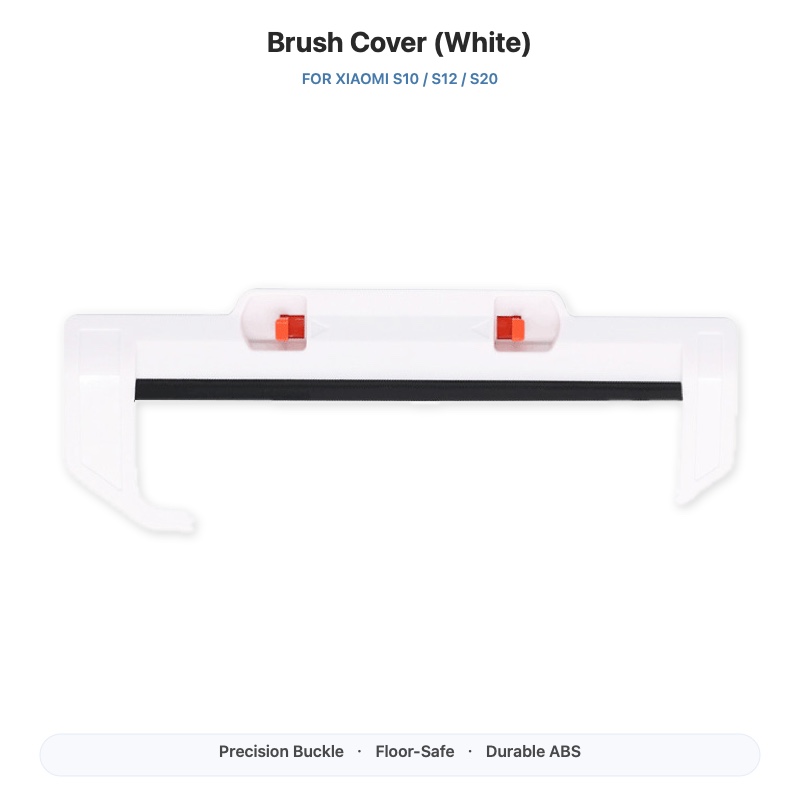 Brush Cover (White)
FOR XIAOMI S10 / S12 / S20
Precision Buckle · Floor-Safe · Durable ABS